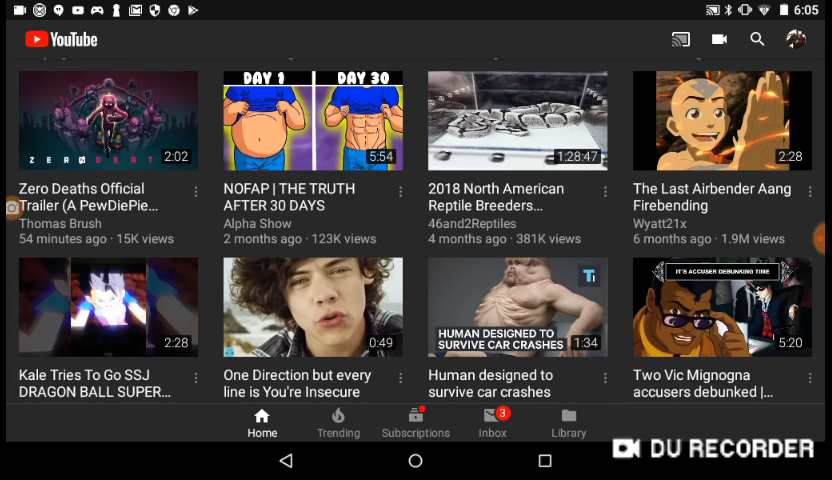 6:05
YouTube
DAY 1 DAY 30
ZERØDEATHS
2:02
5:54
1:28:47
2:28
Zero Deaths Official
Trailer (A PewDiePie...
Thomas Brush
54 minutes ago · 15K views
NOFAP | THE TRUTH
AFTER 30 DAYS
Alpha Show
2 months ago · 123K views
2018 North American
Reptile Breeders...
46and2Reptiles
4 months ago · 381K views
The Last Airbender Aang
Firebending
Wyatt21x
6 months ago · 1.9M views
IT'S ACCUSER DEBUNKING TIME
HUMAN DESIGNED TO
SURVIVE CAR CRASHES
2:28
0:49
1:34
5:20
Kale Tries To Go SSJ
DRAGON BALL SUPER...
One Direction but every
line is You're Insecure
Human designed to
survive car crashes
Two Vic Mignogna
accusers debunked |...
Home
Trending
Subscriptions
3
Inbox
Library
DU RECORDER